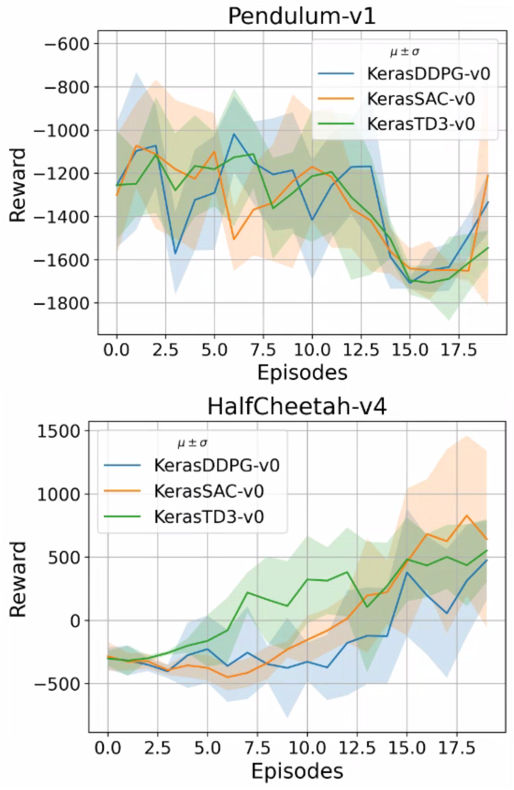 Pendulum-v1
−600
−800
−1000
−1200
−1400
−1600
−1800
Reward
μ ± σ
KerasDDPG-v0
KerasSAC-v0
KerasTD3-v0
0.0 2.5 5.0 7.5 10.0 12.5 15.0 17.5
Episodes
HalfCheetah-v4
1500
1000
500
0
−500
Reward
μ ± σ
KerasDDPG-v0
KerasSAC-v0
KerasTD3-v0
0.0 2.5 5.0 7.5 10.0 12.5 15.0 17.5
Episodes